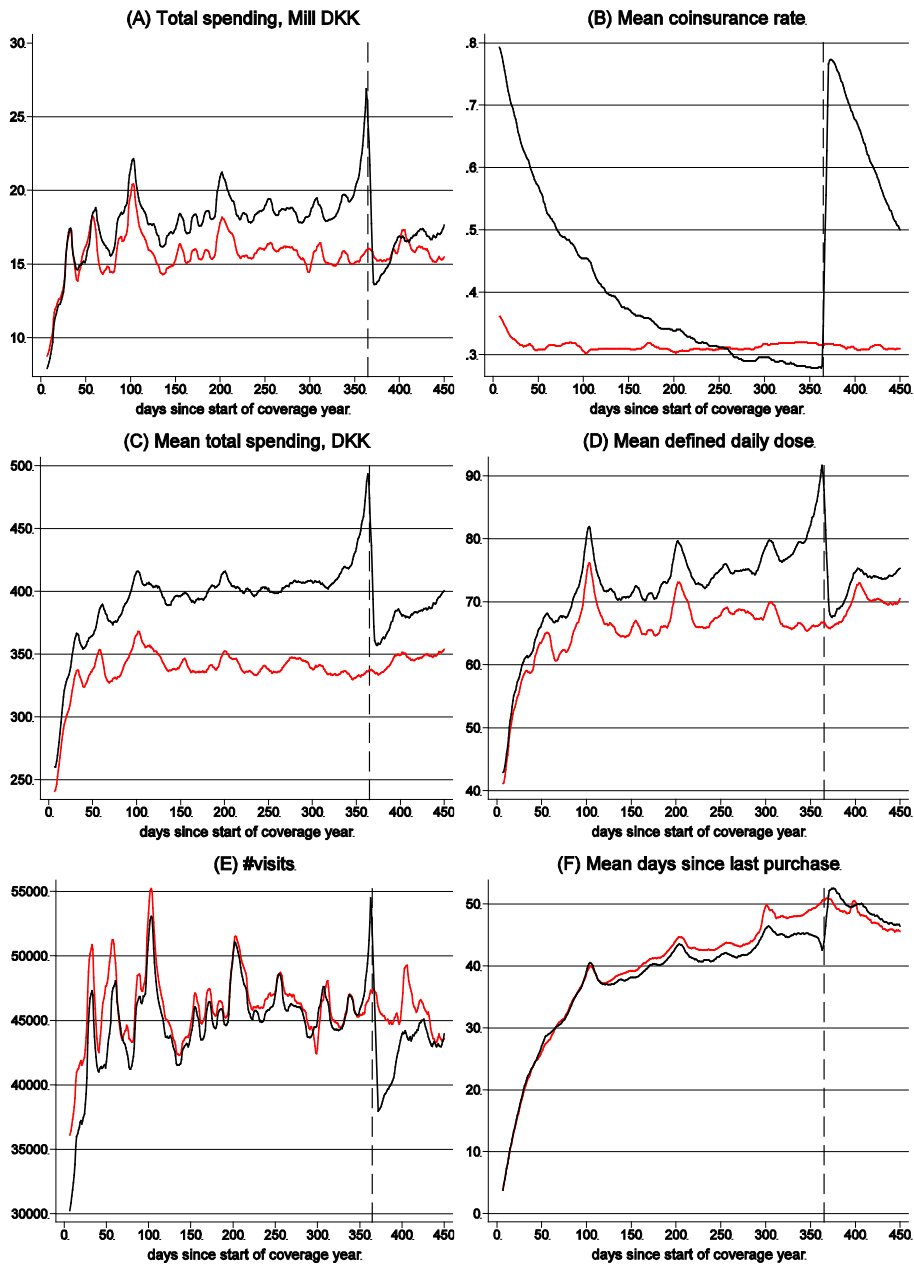 (A) Total spending, Mill DKK
30.
25.
20.
15.
10.
0. 50. 100. 150. 200. 250. 300. 350. 400. 450.
days since start of coverage year.
(B) Mean coinsurance rate.
.8
.7
.6
.5
.4
.3
0. 50. 100. 150. 200. 250. 300. 350. 400. 450.
days since start of coverage year.
(C) Mean total spending, DKK.
500.
450.
400.
350.
300.
250.
0. 50. 100. 150. 200. 250. 300. 350. 400. 450.
days since start of coverage year.
(D) Mean defined daily dose.
90.
80.
70.
60.
50.
40.
0. 50. 100. 150. 200. 250. 300. 350. 400. 450.
days since start of coverage year.
(E) #visits.
55000.
50000.
45000.
40000.
35000.
30000.
0. 50. 100. 150. 200. 250. 300. 350. 400. 450.
days since start of coverage year.
(F) Mean days since last purchase.
50.
40.
30.
20.
10.
0.
0. 50. 100. 150. 200. 250. 300. 350. 400. 450.
days since start of coverage year.